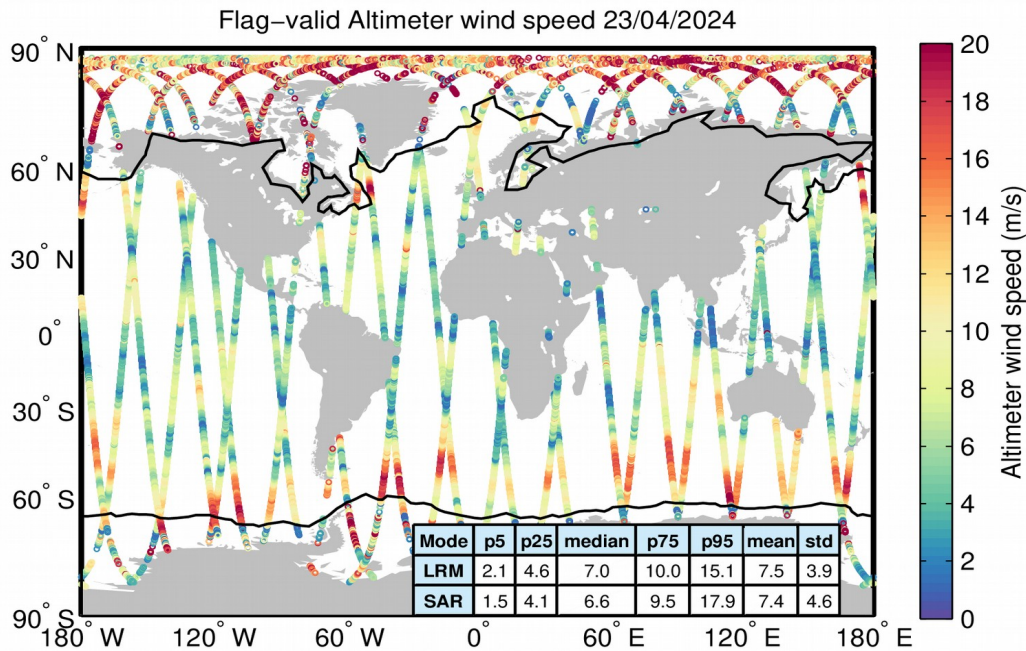 Flag−valid Altimeter wind speed 23/04/2024
90° N
60° N
30° N
0°
30° S
60° S
90° S
180° W
120° W
60° W
0°
60° E
120° E
180° E
Mode p5 p25 median p75 p95 mean std
LRM 2.1 4.6 7.0 10.0 15.1 7.5 3.9
SAR 1.5 4.1 6.6 9.5 17.9 7.4 4.6
20
18
16
14
12
10
8
6
4
2
0
Altimeter wind speed (m/s)